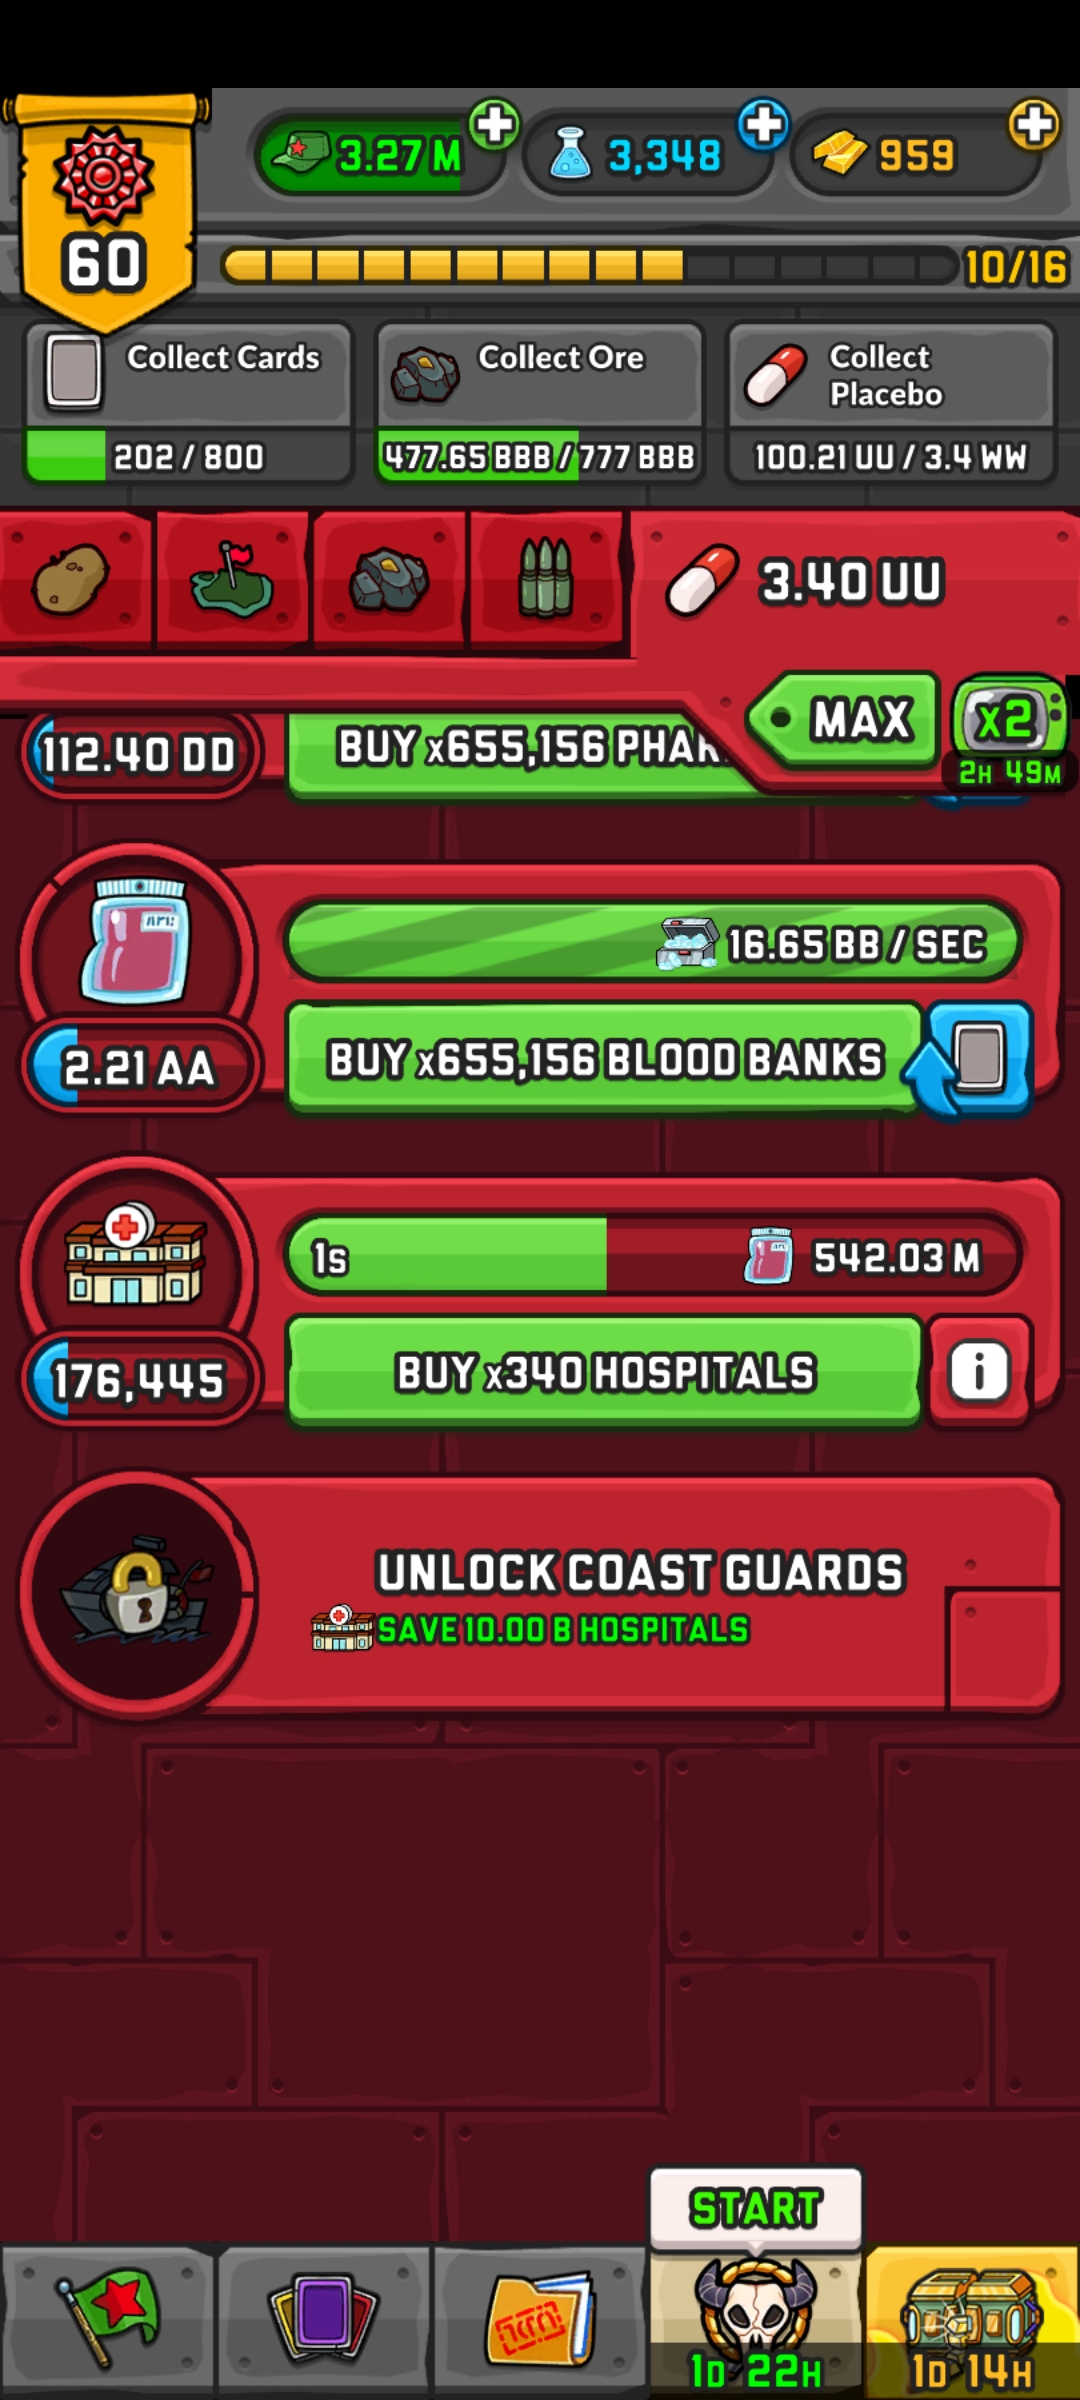 3.27 M
3,348
959
60
10/16
Collect Cards
202 / 800
Collect Ore
477.65 BBB / 777 BBB
Collect
Placebo
100.21 UU / 3.4 WW
3.40 UU
MAX
x2
2H 49M
112.40 DD
BUY x655,156 PHAR
16.65 BB / SEC
2.21 AA
BUY x655,156 BLOOD BANKS
1s
542.03 M
176,445
BUY x340 HOSPITALS
i
UNLOCK COAST GUARDS
SAVE 10.00 B HOSPITALS
START
1D 22H
1D 14H